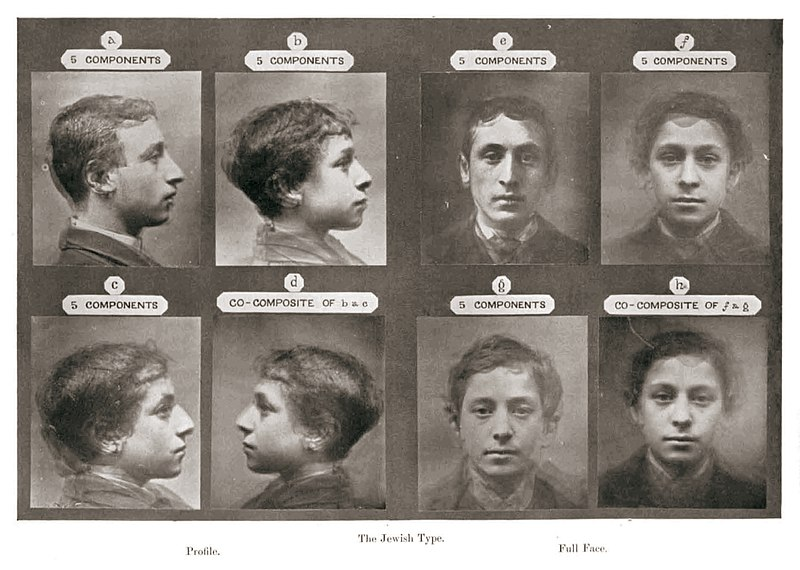 a
5 COMPONENTS
b
5 COMPONENTS
e
5 COMPONENTS
f
5 COMPONENTS
c
5 COMPONENTS
d
CO-COMPOSITE OF b & c
g
5 COMPONENTS
h
CO-COMPOSITE OF f & g
The Jewish Type.
Profile.
Full Face.